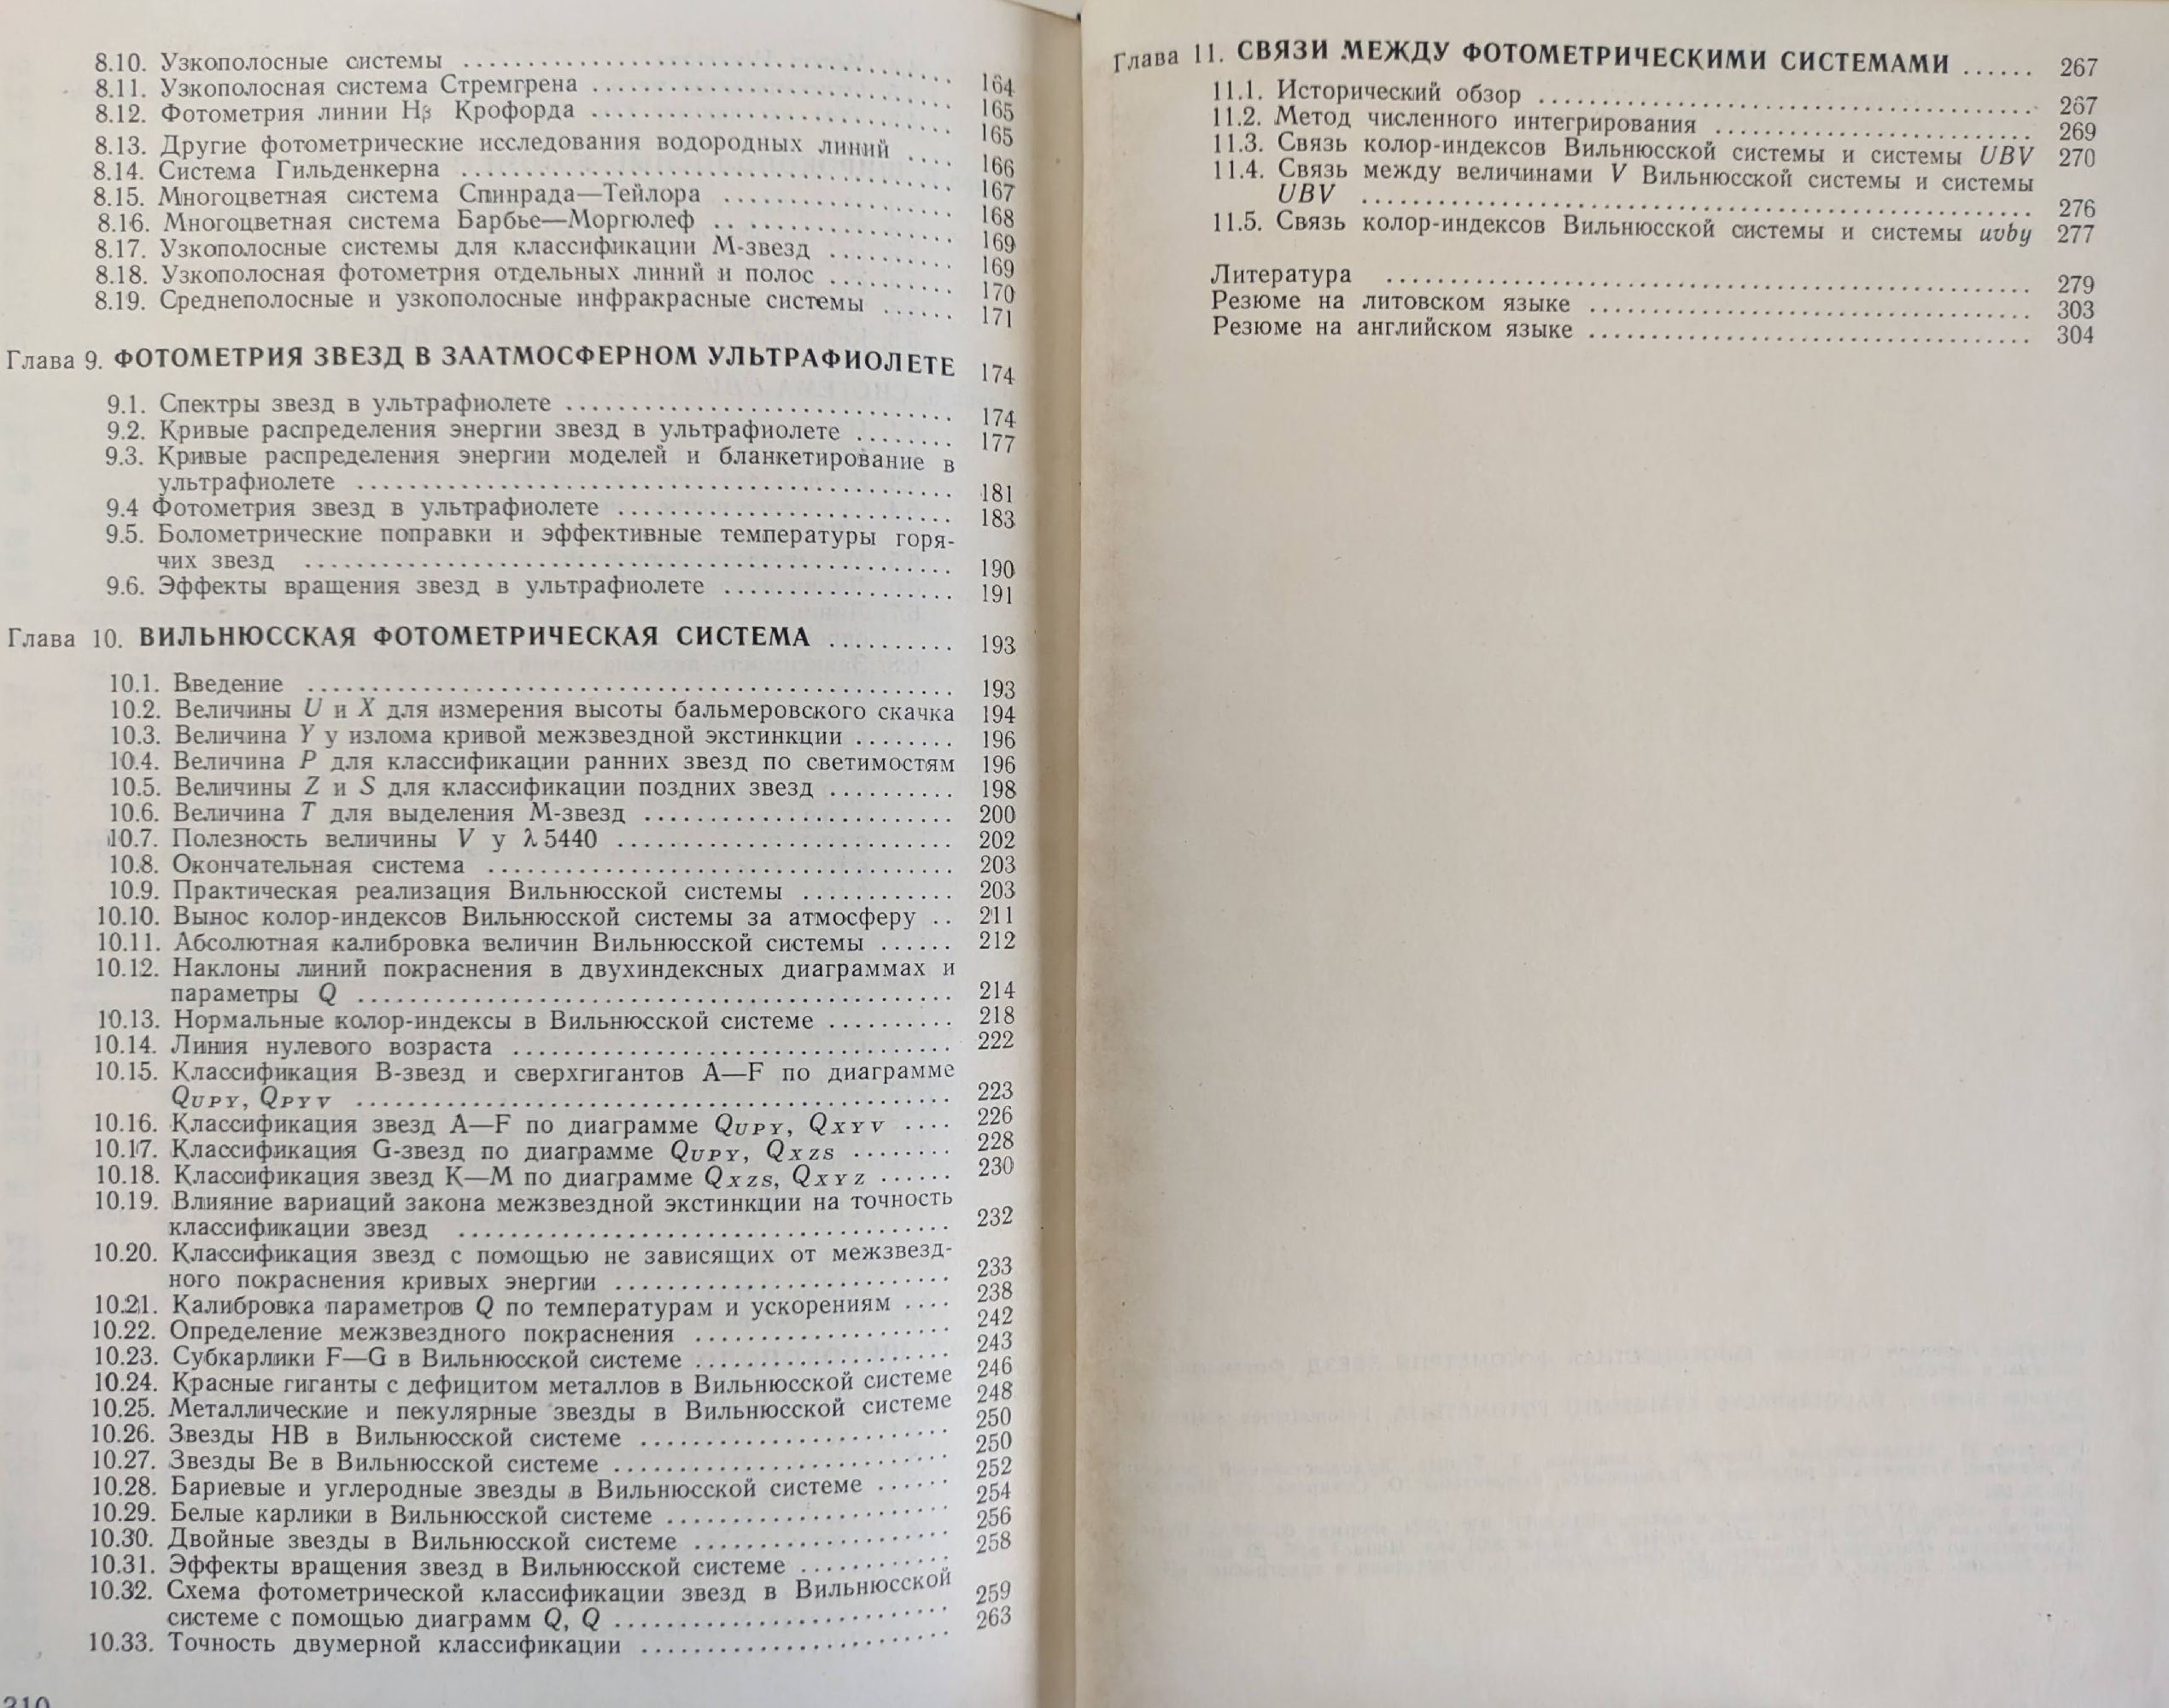 8.10. Узкополосные системы ........ 164
8.11. Узкополосная система Стремгрена ........ 165
8.12. Фотометрия линии Hβ Крофорда ........ 165
8.13. Другие фотометрические исследования водородных линий .... 166
8.14. Система Гильденкерна ........ 167
8.15. Многоцветная система Спинрада—Тейлора ........ 168
8.16. Многоцветная система Барбье—Моргюлеф ........ 169
8.17. Узкополосные системы для классификации М-звезд ........ 169
8.18. Узкополосная фотометрия отдельных линий и полос ........ 170
8.19. Среднеполосные и узкополосные инфракрасные системы ...... 171
Глава 9. ФОТОМЕТРИЯ ЗВЕЗД В ЗААТМОСФЕРНОМ УЛЬТРАФИОЛЕТЕ 174
9.1. Спектры звезд в ультрафиолете ........ 174
9.2. Кривые распределения энергии звезд в ультрафиолете ........ 177
9.3. Кривые распределения энергии моделей и бланкетирование в
ультрафиолете ........ 181
9.4 Фотометрия звезд в ультрафиолете ........ 183
9.5. Болометрические поправки и эффективные температуры горя-
чих звезд ........ 190
9.6. Эффекты вращения звезд в ультрафиолете ........ 191
Глава 10. ВИЛЬНЮССКАЯ ФОТОМЕТРИЧЕСКАЯ СИСТЕМА ........ 193
10.1. Введение ........ 193
10.2. Величины U и X для измерения высоты бальмеровского скачка 194
10.3. Величина Y у излома кривой межзвездной экстинкции ........ 196
10.4. Величина P для классификации ранних звезд по светимостям 196
10.5. Величины Z и S для классификации поздних звезд ........ 198
10.6. Величина T для выделения М-звезд ........ 200
10.7. Полезность величины V у λ 5440 ........ 202
10.8. Окончательная система ........ 203
10.9. Практическая реализация Вильнюсской системы ........ 203
10.10. Вынос колор-индексов Вильнюсской системы за атмосферу .. 211
10.11. Абсолютная калибровка величин Вильнюсской системы ...... 212
10.12. Наклоны линий покраснения в двухиндексных диаграммах и
параметры Q ........ 214
10.13. Нормальные колор-индексы в Вильнюсской системе ........ 218
10.14. Линия нулевого возраста ........ 222
10.15. Классификация В-звезд и сверхгигантов A—F по диаграмме
QUPY, QPYV ........ 223
10.16. Классификация звезд A—F по диаграмме QUPY, QXYV .... 226
10.17. Классификация G-звезд по диаграмме QUPY, QXZS ........ 228
10.18. Классификация звезд К—М по диаграмме QXZS, QXYZ ...... 230
10.19. Влияние вариаций закона межзвездной экстинкции на точность
классификации звезд ........ 232
10.20. Классификация звезд с помощью не зависящих от межзвезд-
ного покраснения кривых энергии ........ 233
10.21. Калибровка параметров Q по температурам и ускорениям .... 238
10.22. Определение межзвездного покраснения ........ 242
10.23. Субкарлики F—G в Вильнюсской системе ........ 243
10.24. Красные гиганты с дефицитом металлов в Вильнюсской системе 246
10.25. Металлические и пекулярные звезды в Вильнюсской системе 248
10.26. Звезды НВ в Вильнюсской системе ........ 250
10.27. Звезды Ве в Вильнюсской системе ........ 250
10.28. Бариевые и углеродные звезды в Вильнюсской системе ...... 252
10.29. Белые карлики в Вильнюсской системе ........ 254
10.30. Двойные звезды в Вильнюсской системе ........ 256
10.31. Эффекты вращения звезд в Вильнюсской системе ........ 258
10.32. Схема фотометрической классификации звезд в Вильнюсской
системе с помощью диаграмм Q, Q ........ 259
10.33. Точность двумерной классификации ........ 263
310
Глава 11. СВЯЗИ МЕЖДУ ФОТОМЕТРИЧЕСКИМИ СИСТЕМАМИ ...... 267
11.1. Исторический обзор ........ 267
11.2. Метод численного интегрирования ........ 269
11.3. Связь колор-индексов Вильнюсской системы и системы UBV 270
11.4. Связь между величинами V Вильнюсской системы и системы
UBV ........ 276
11.5. Связь колор-индексов Вильнюсской системы и системы uvby 277
Литература ........ 279
Резюме на литовском языке ........ 303
Резюме на английском языке ........ 304